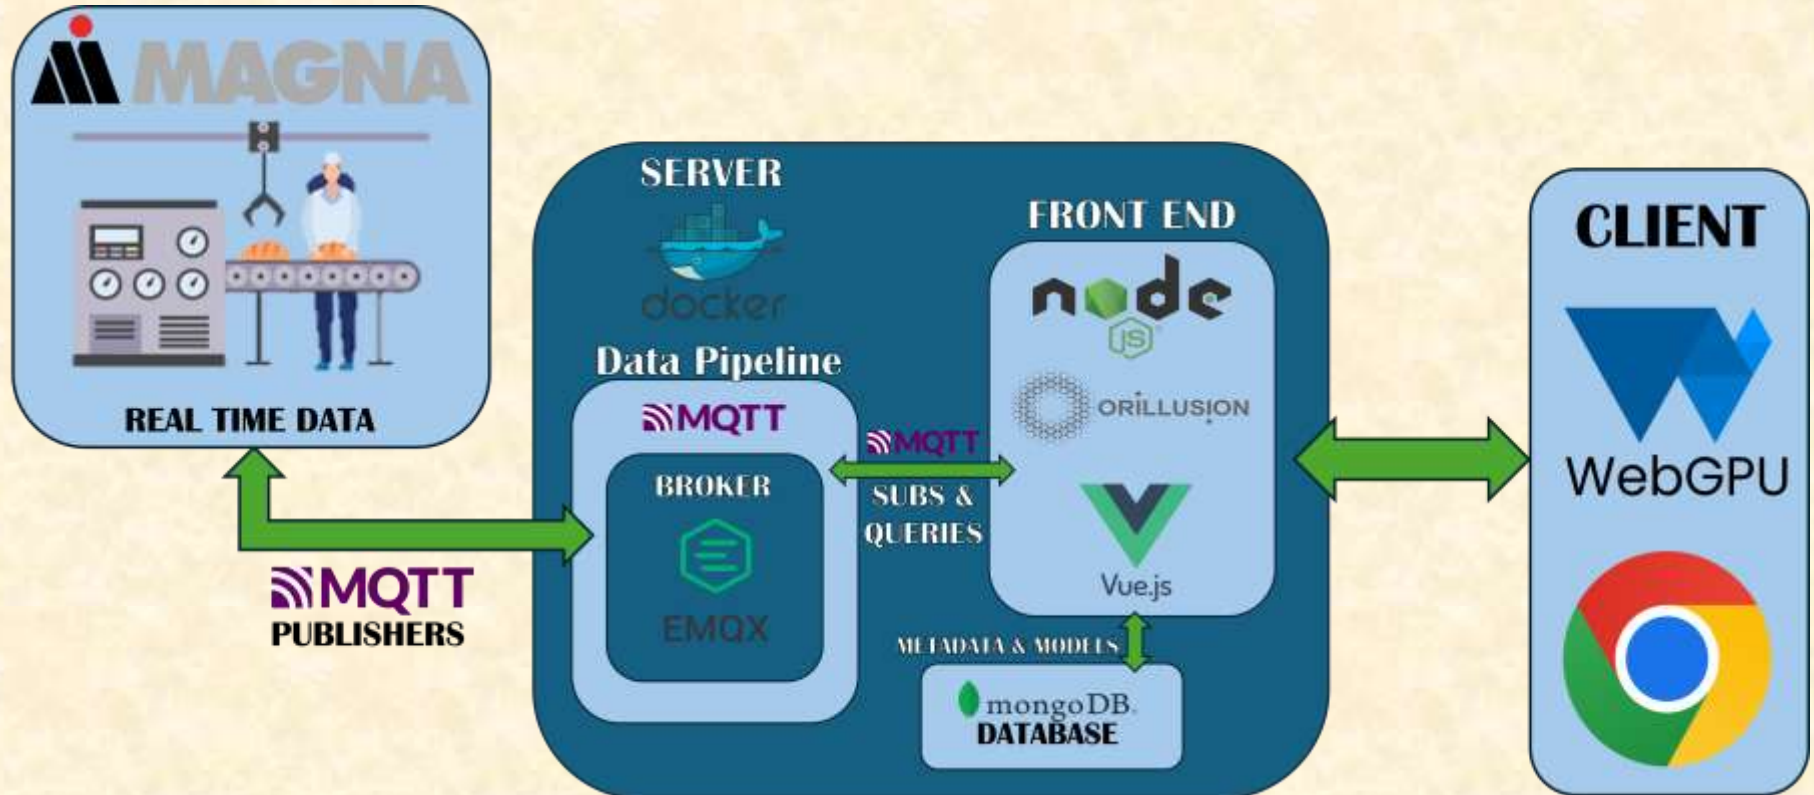 MAGNA
REAL TIME DATA
MQTT
PUBLISHERS
SERVER
docker
Data Pipeline
MQTT
BROKER
EMQX
MQTT
SUBS &
QUERIES
FRONT END
node
JS
ORILLUSION
Vue.js
METADATA & MODELS
mongoDB.
DATABASE
CLIENT
WebGPU